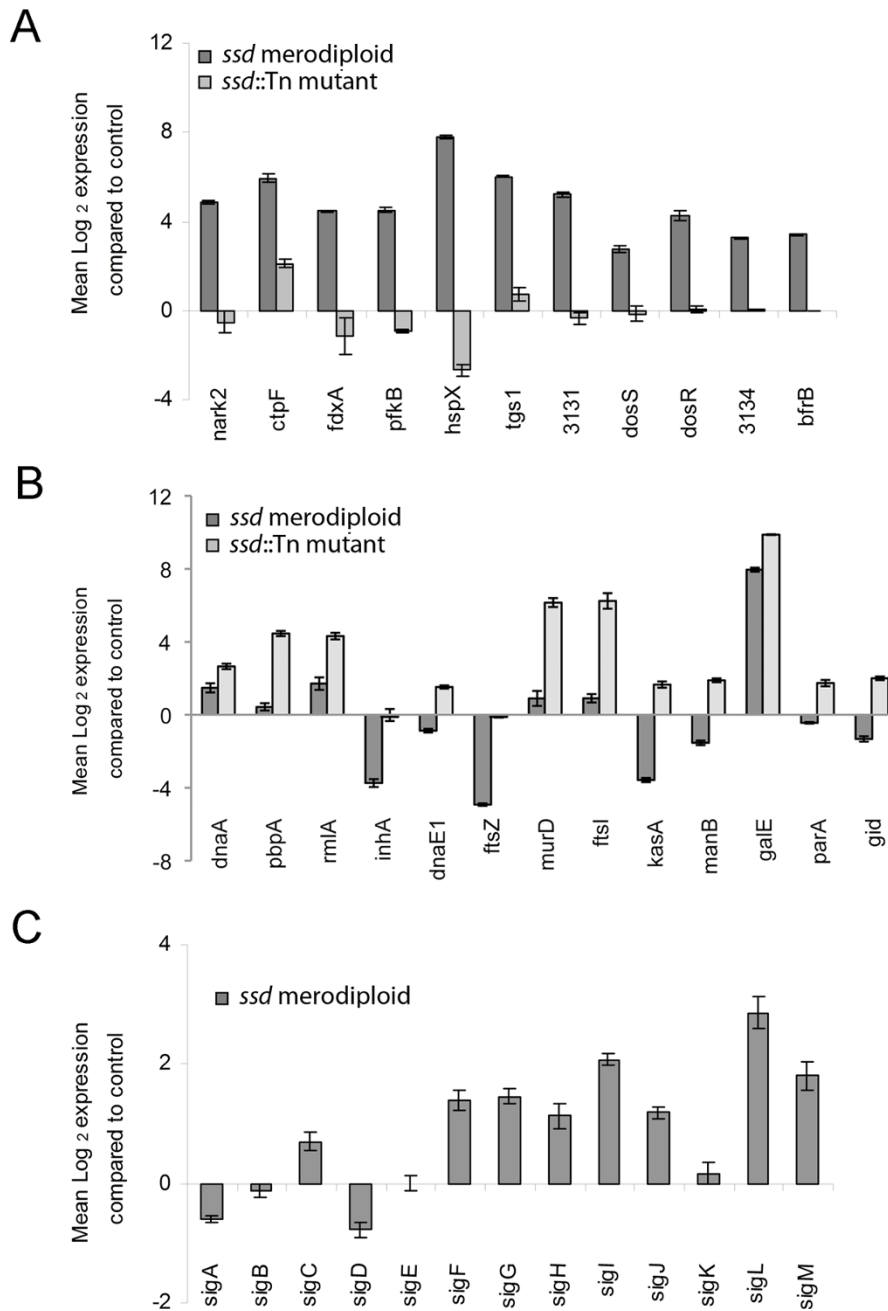 A
12
8
4
0
-4
Mean Log 2 expression
compared to control
ssd merodiploid
ssd::Tn mutant
nark2
ctpF
fdxA
pfkB
hspX
tgs1
3131
dosS
dosR
3134
bfrB
B
12
8
4
0
-4
-8
Mean Log 2 expression
compared to control
ssd merodiploid
ssd::Tn mutant
dnaA
pbpA
rmlA
inhA
dnaE1
ftsZ
murD
ftsI
kasA
manB
galE
parA
gid
C
4
2
0
-2
Mean Log 2 expression
compared to control
ssd merodiploid
sigA
sigB
sigC
sigD
sigE
sigF
sigG
sigH
sigI
sigJ
sigK
sigL
sigM